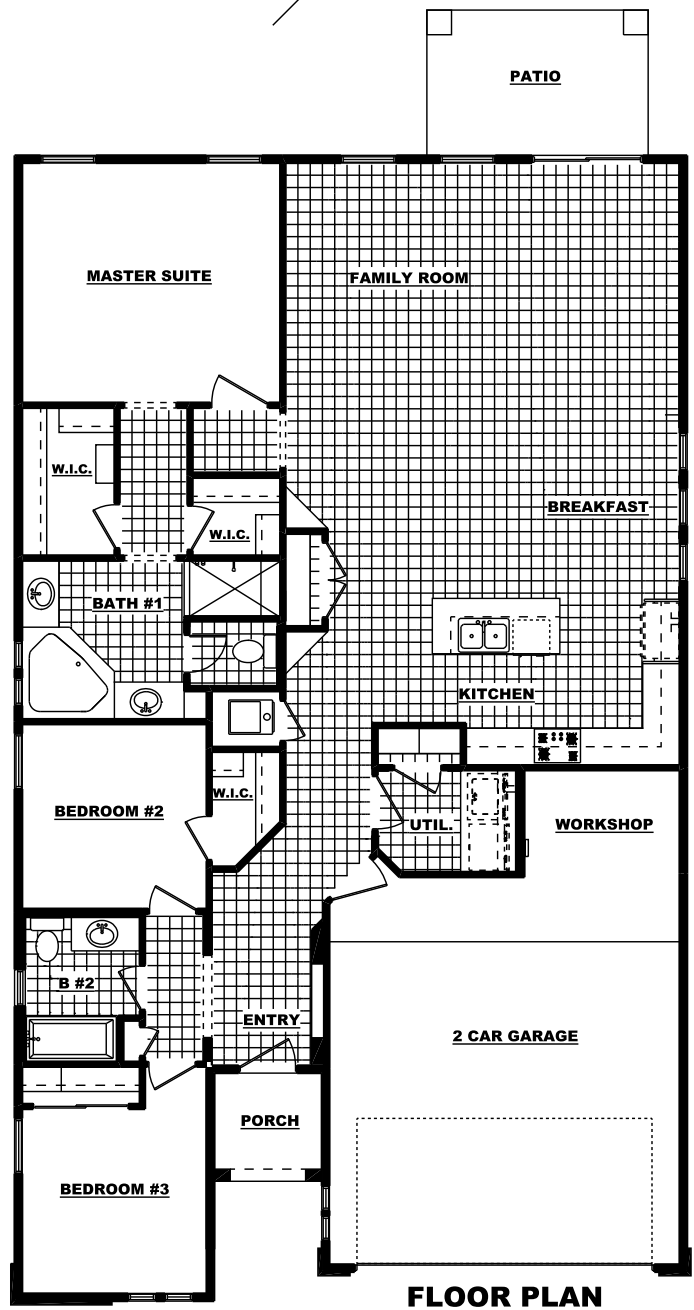 PATIO
MASTER SUITE
FAMILY ROOM
W.I.C.
BREAKFAST
W.I.C.
BATH #1
KITCHEN
W.I.C.
BEDROOM #2
UTIL.
WORKSHOP
B #2
ENTRY
2 CAR GARAGE
PORCH
BEDROOM #3
FLOOR PLAN